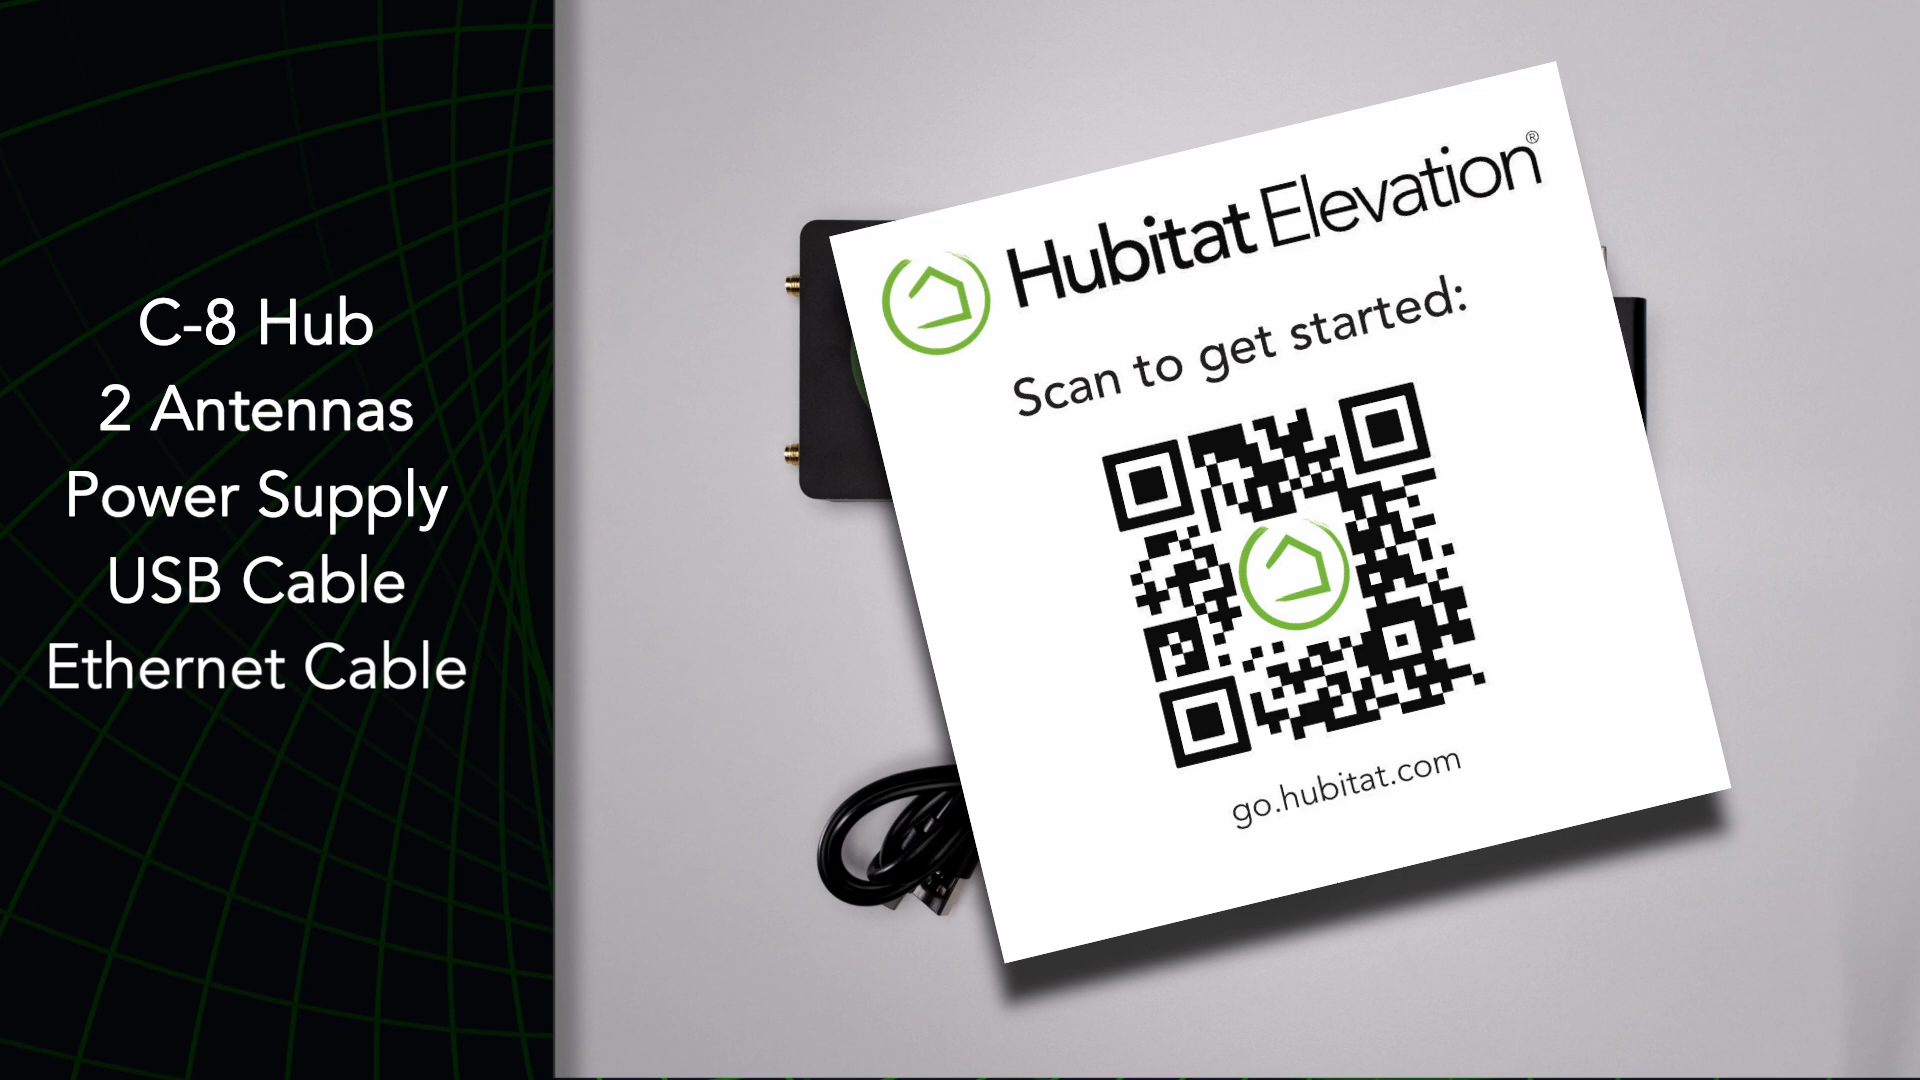 C-8 Hub
2 Antennas
Power Supply
USB Cable
Ethernet Cable
Hubitat Elevation®
Scan to get started:
go.hubitat.com